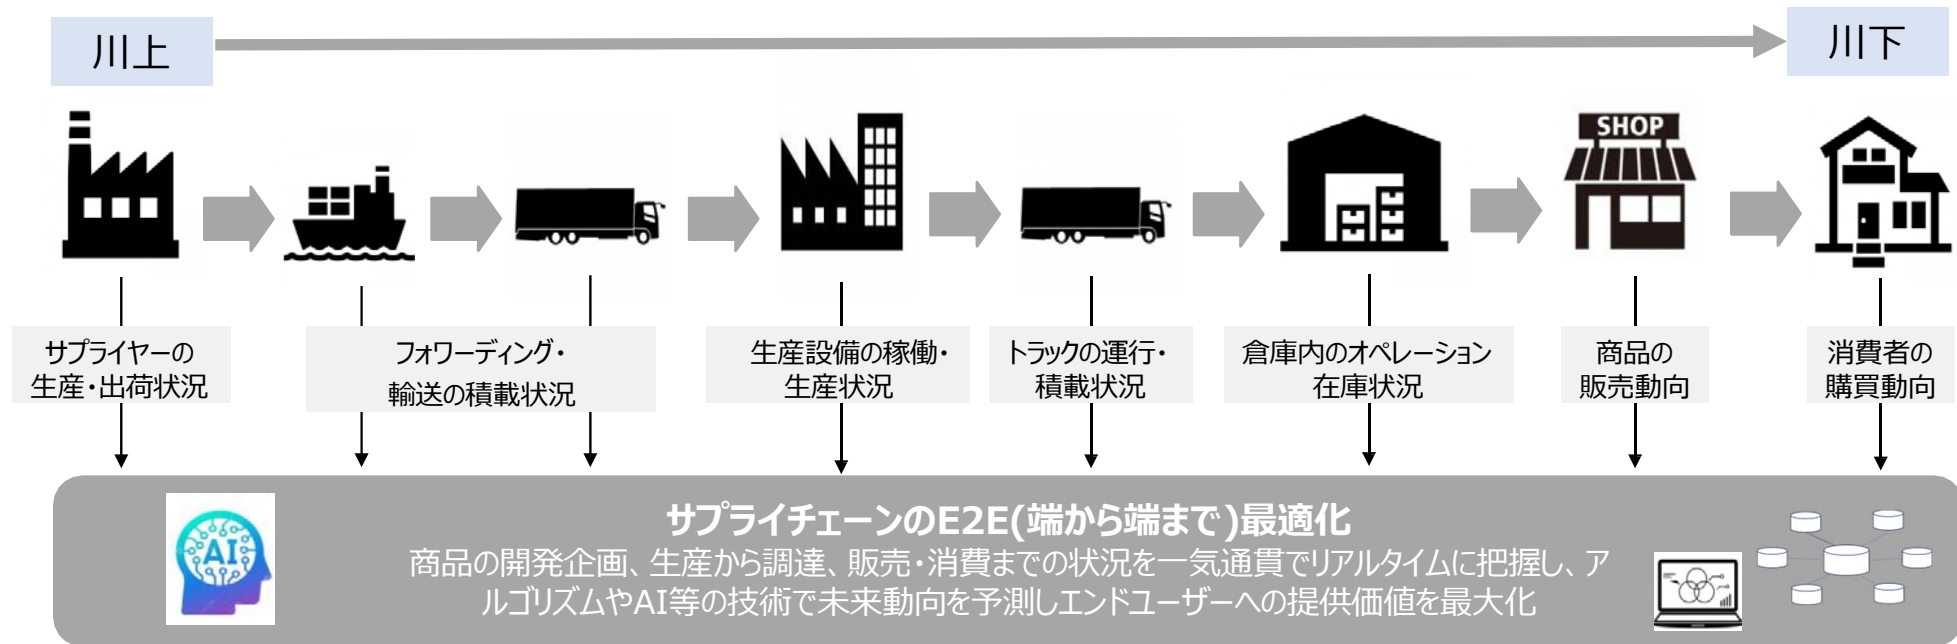 川上
川下
SHOP
サプライヤーの
生産・出荷状況
フォワーディング・
輸送の積載状況
生産設備の稼働・
生産状況
トラックの運行・
積載状況
倉庫内のオペレーション
在庫状況
商品の
販売動向
消費者の
購買動向
サプライチェーンのE2E(端から端まで)最適化
商品の開発企画、生産から調達、販売・消費までの状況を一気通貫でリアルタイムに把握し、ア
ルゴリズムやAI等の技術で未来動向を予測しエンドユーザーへの提供価値を最大化
AI